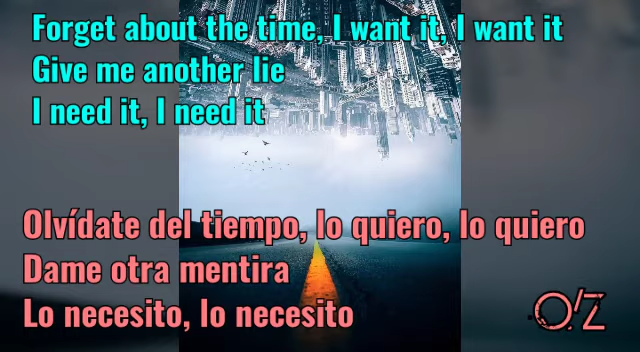 Forget about the time, I want it, I want it
Give me another lie
I need it, I need it
Olvídate del tiempo, lo quiero, lo quiero
Dame otra mentira
Lo necesito, lo necesito
O'Z